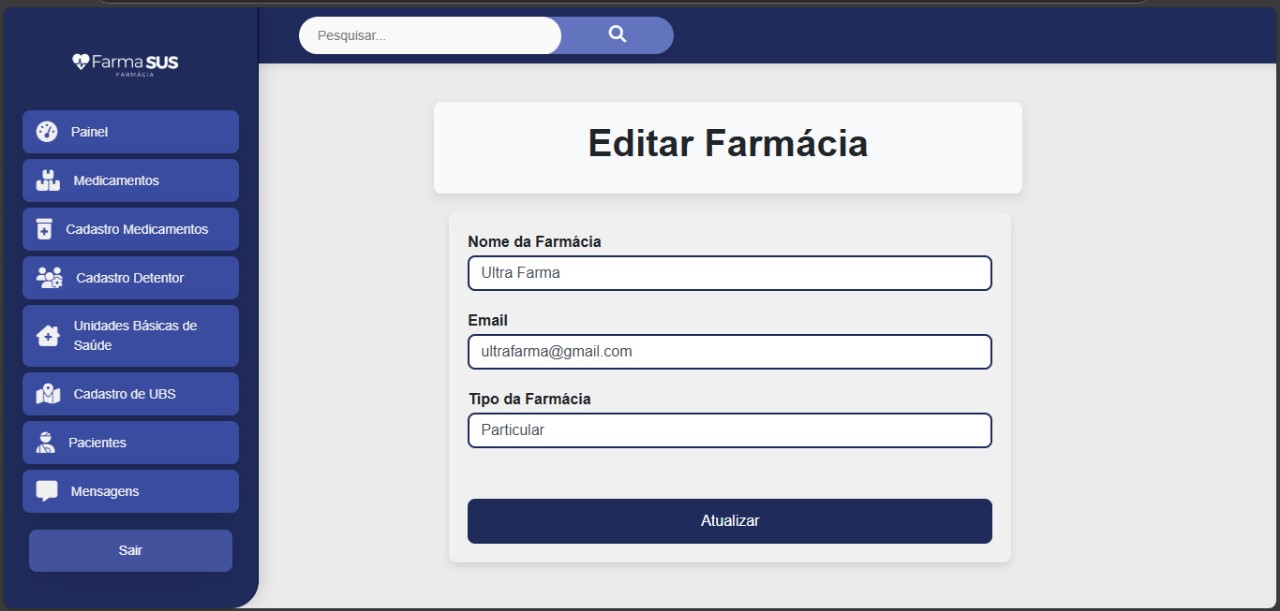 Pesquisar...
Farma SUS
FARMÁCIA
Painel
Medicamentos
Cadastro Medicamentos
Cadastro Detentor
Unidades Básicas de
Saúde
Cadastro de UBS
Pacientes
Mensagens
Sair
Editar Farmácia
Nome da Farmácia
Ultra Farma
Email
ultrafarma@gmail.com
Tipo da Farmácia
Particular
Atualizar